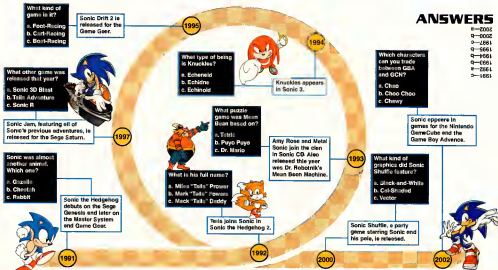 What kind of
game is it?
a. Foot-Racing
b. Cart-Racing
c. Boat-Racing
1995
Sonic Drift 2 is
released for the
Game Gear.
ANSWERS
What type of being
is Knuckles?
a. Echeneid
b. Echidna
c. Echinoid
1994
Knuckles appears
in Sonic 3.
Which characters
can you trade
between GBA
and GCN?
a. Chao
b. Choo Choo
c. Chewy
Sonic appears in
games for the Nintendo
GameCube and the
Game Boy Advance.
What other game was
released that year?
a. Sonic 3D Blast
b. Tails Adventure
c. Sonic R
Sonic Jam, featuring all of
Sonic's previous adventures, is
released for the Sega Saturn.
1997
What puzzle
game was Mean
Bean based on?
a. Tetris
b. Puyo Puyo
c. Dr. Mario
Amy Rose and Metal
Sonic join the clan
in Sonic CD. Also
released this year
was Dr. Robotnik's
Mean Bean Machine.
1993
What kind of
graphics did Sonic
Shuffle feature?
a. Black-and-White
b. Cel-Shaded
c. Vector
Sonic was almost
another animal.
Which one?
a. Gazelle
b. Cheetah
c. Rabbit
Sonic the Hedgehog
debuts on the Sega
Genesis and later on
the Master System
and Game Gear.
1991
What is his full name?
a. Miles "Tails" Prower
b. Mark "Tails" Powers
c. Mack "Tails" Daddy
Tails joins Sonic in
Sonic the Hedgehog 2.
1992
Sonic Shuffle, a party
game starring Sonic and
his pals, is released.
2000
2002